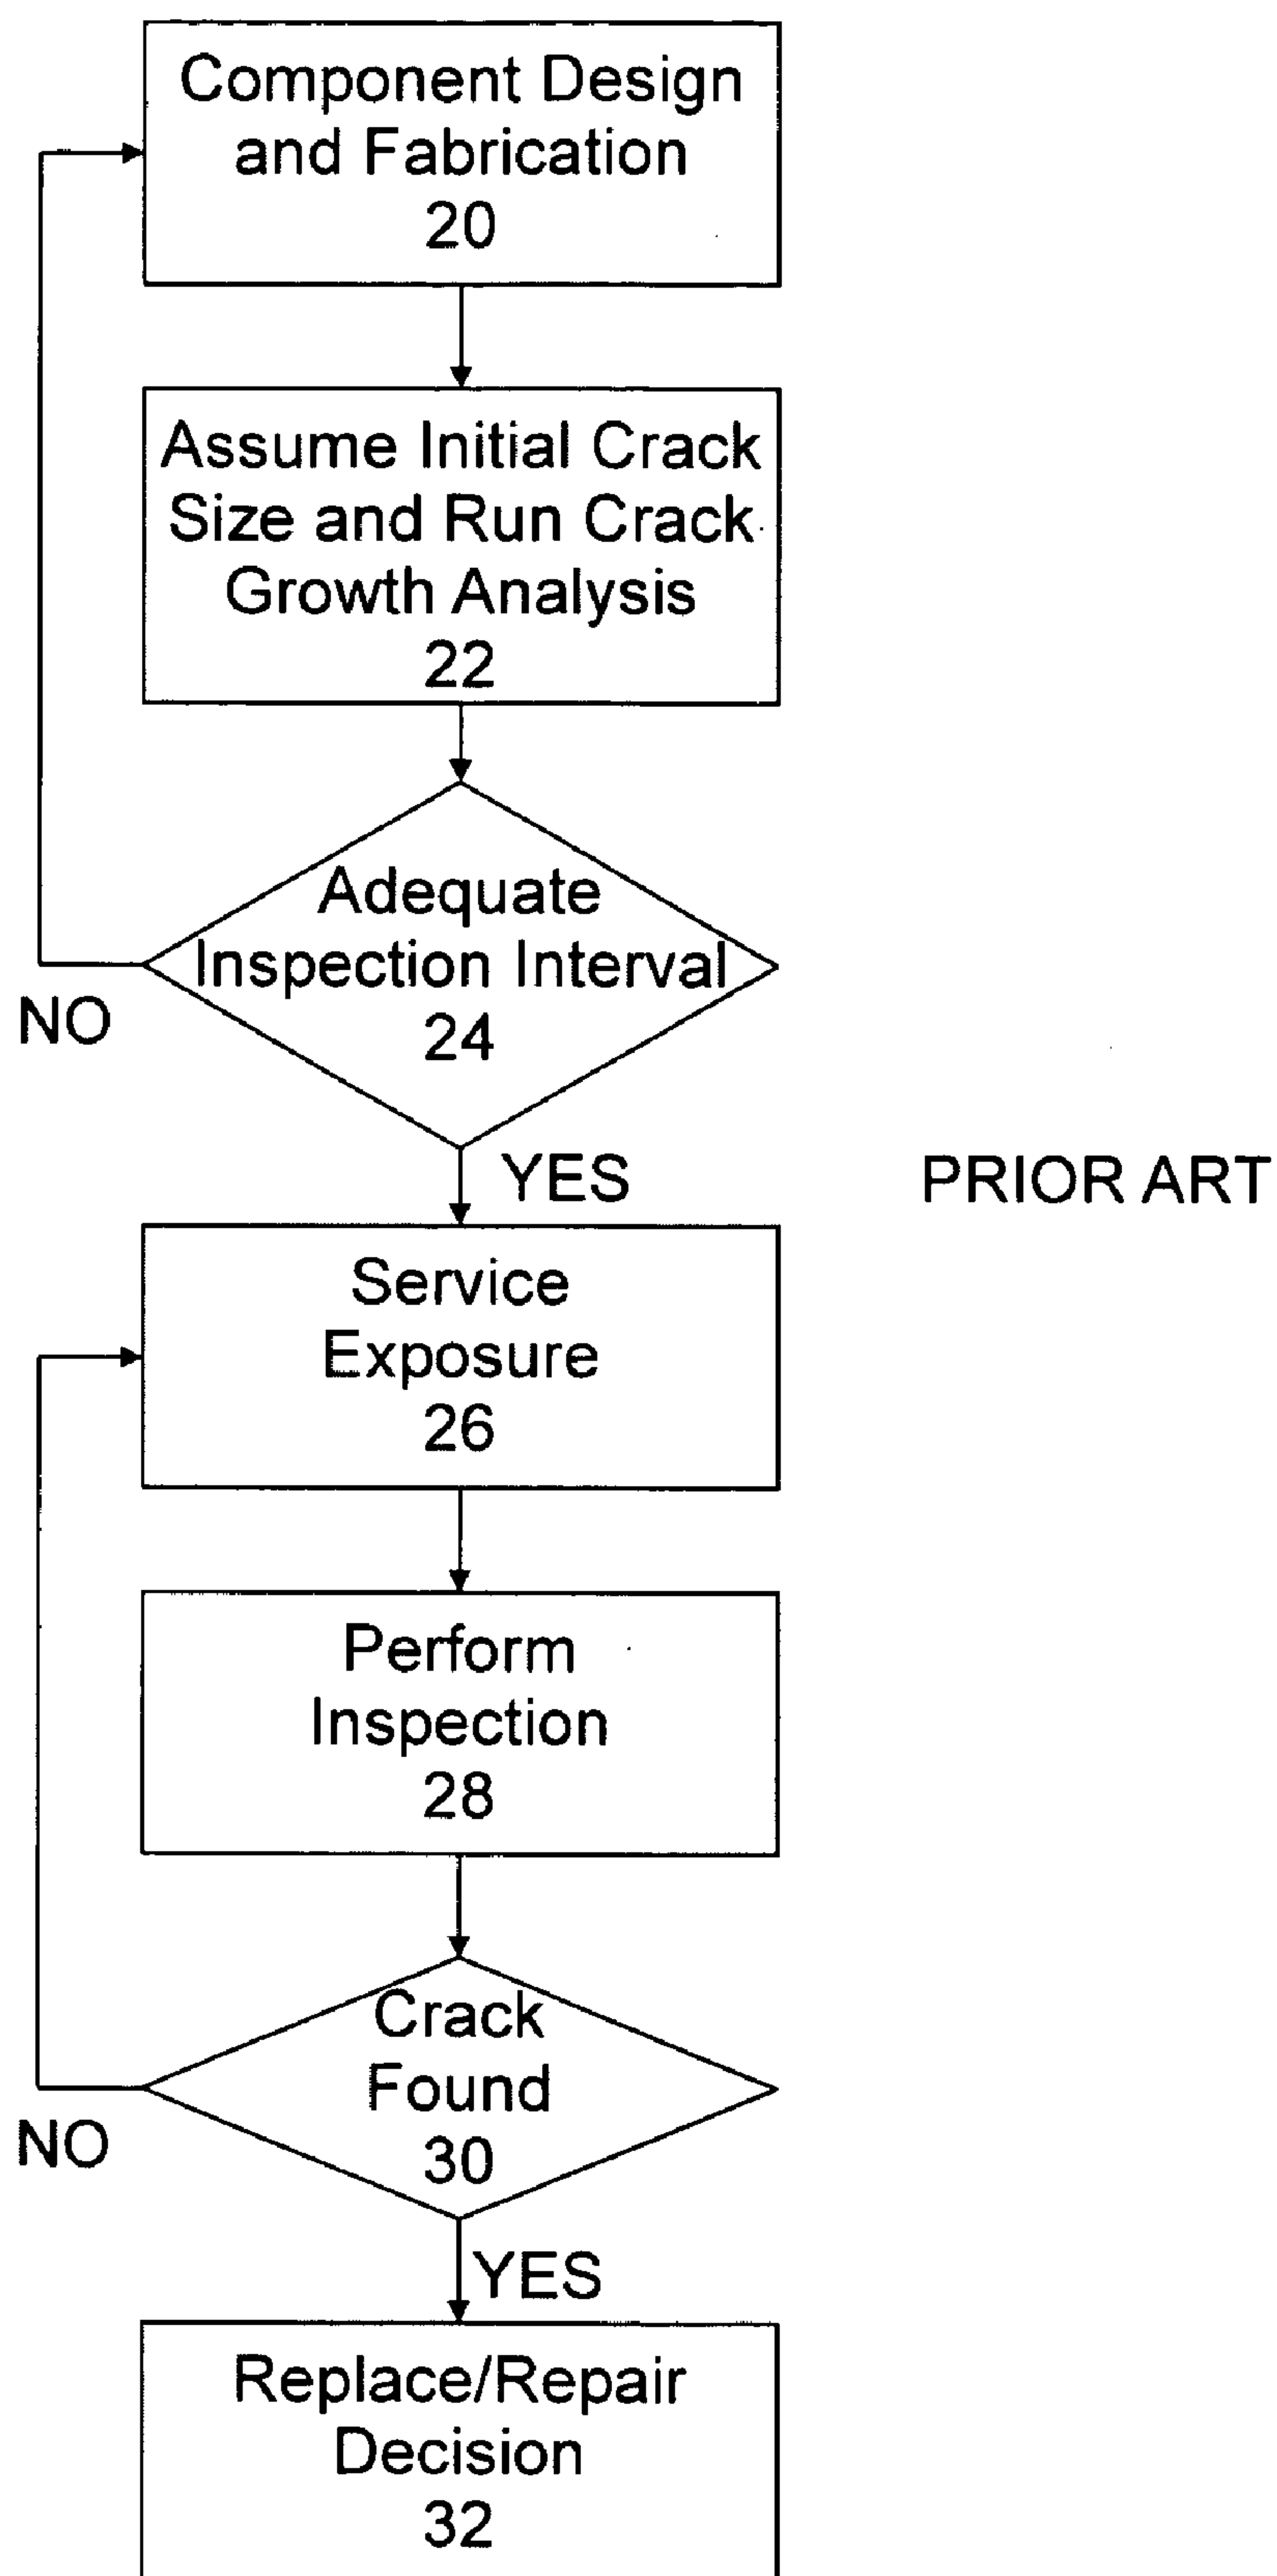 Component Design
and Fabrication
20
Assume Initial Crack
Size and Run Crack
Growth Analysis
22
Adequate
Inspection Interval
24
NO
YES
PRIOR ART
Service
Exposure
26
Perform
Inspection
28
Crack
Found
30
NO
YES
Replace/Repair
Decision
32